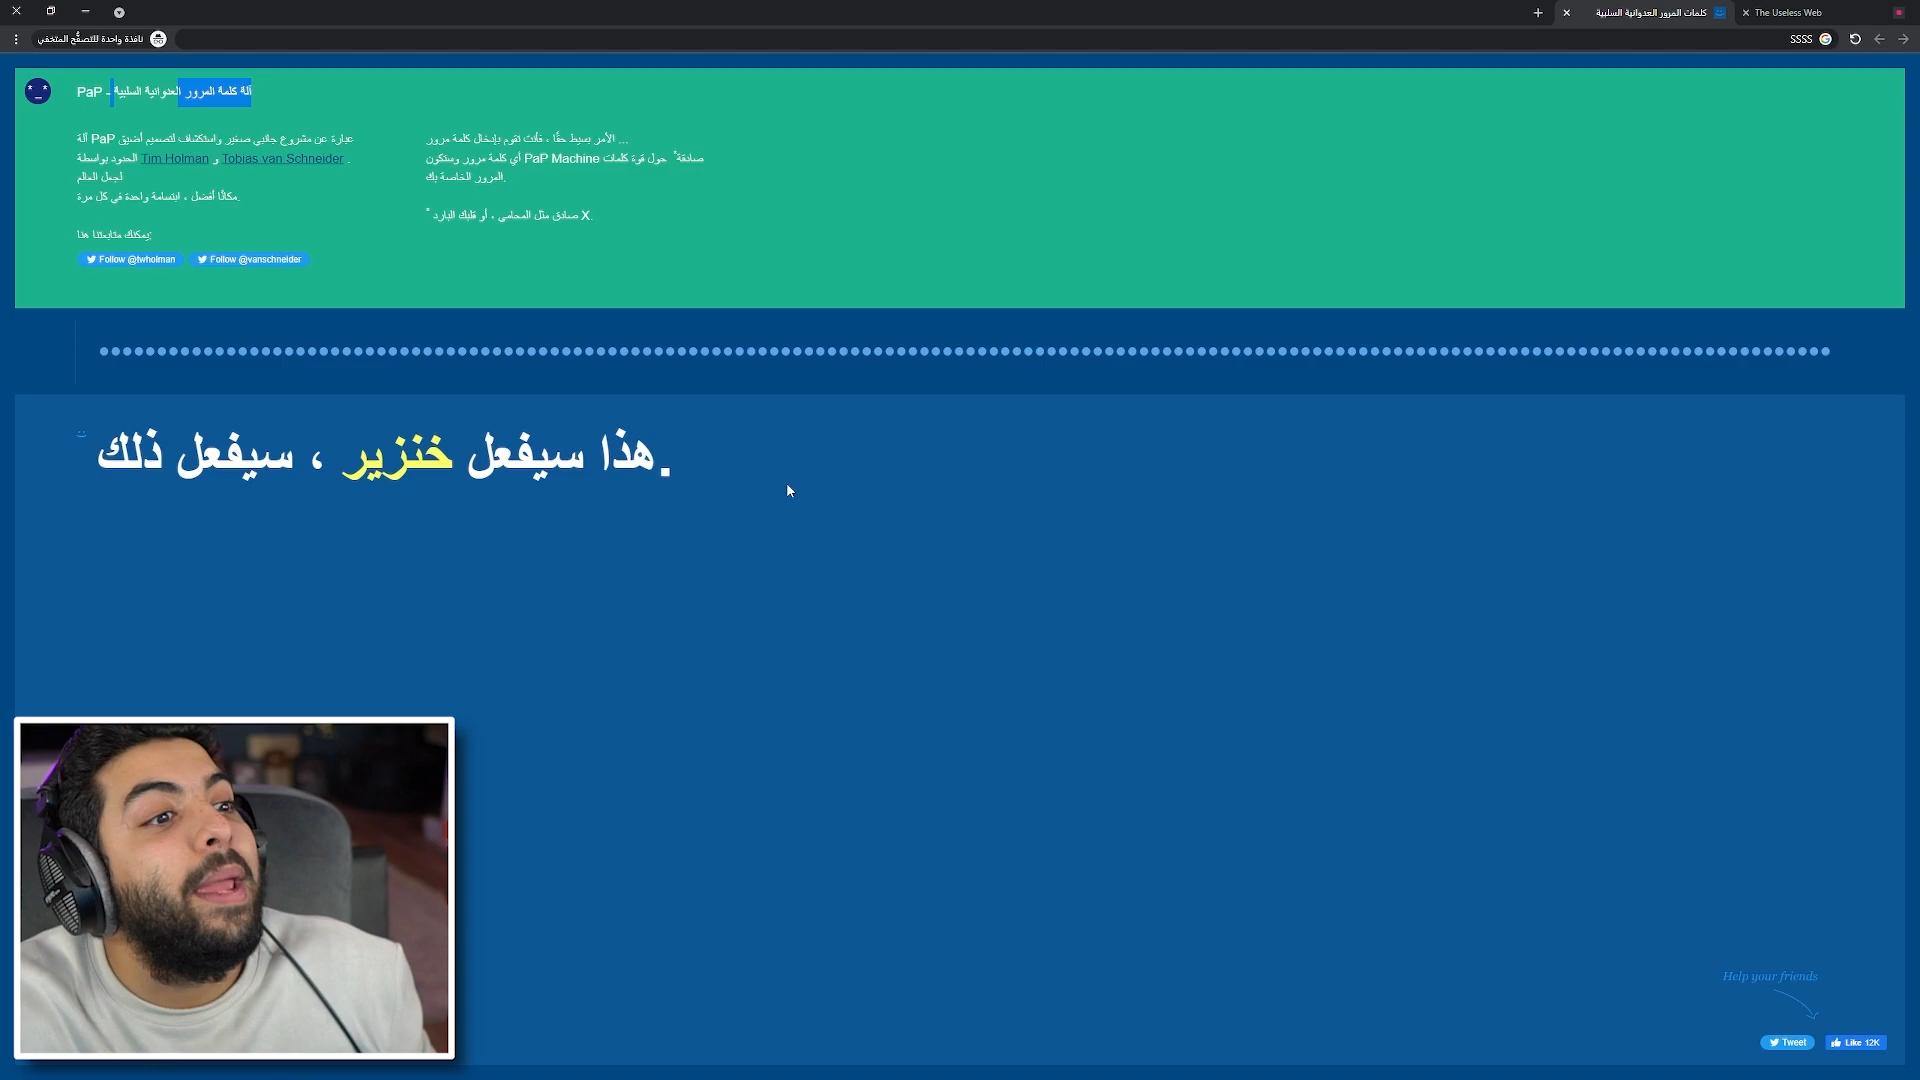 The Useless Web
كلمات المرور العدوانية السلبية
ssss
نافذة واحدة للتصفُّح المتخفي
PaP - آلة كلمة المرور العدوانية السلبية
آلة PaP عبارة عن مشروع جانبي صغير واستكشاف لتصميم أضيق
الحدود بواسطة Tim Holman و Tobias van Schneider .
لجعل العالم
مكانًا أفضل ، ابتسامة واحدة في كل مرة.
يمكنك متابعتنا هنا:
Follow @twholman
Follow @vanschneider
الأمر بسيط حقًا ، فأنت تقوم بإدخال كلمة مرور ...
أي كلمة مرور وستكون PaP Machine صادقة* حول قوة كلمات
المرور الخاصة بك.
* صادق مثل المحامي ، أو قلبك البارد X.
هذا سيفعل خنزير ، سيفعل ذلك.
Help your friends
Tweet
Like 12K